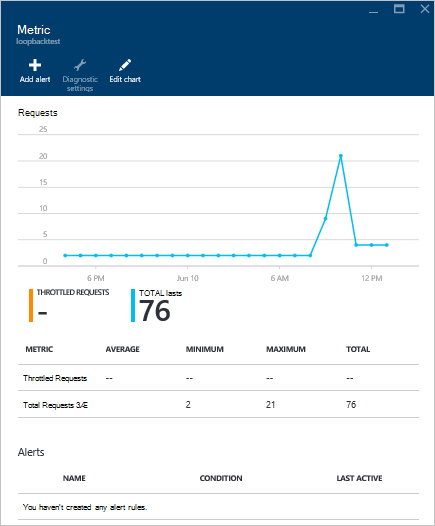 Metric
loopbacktest
Add alert
Diagnostic settings
Edit chart
Requests
25
20
15
10
5
0
6 PM
Jun 10
6 AM
12 PM
THROTTLED REQUESTS
-
TOTAL lasts
76
METRIC AVERAGE MINIMUM MAXIMUM TOTAL
Throttled Requests -- -- -- --
Total Requests 3Æ 2 21 76
Alerts
NAME CONDITION LAST ACTIVE
You haven't created any alert rules.